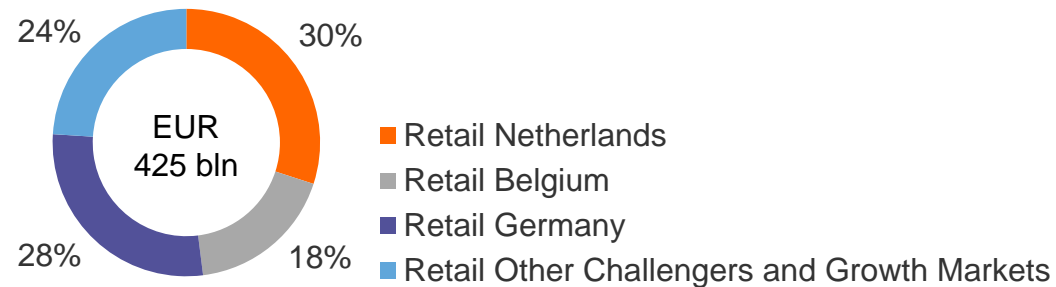 24%
30%
EUR
425 bln
28%
18%
Retail Netherlands
Retail Belgium
Retail Germany
Retail Other Challengers and Growth Markets